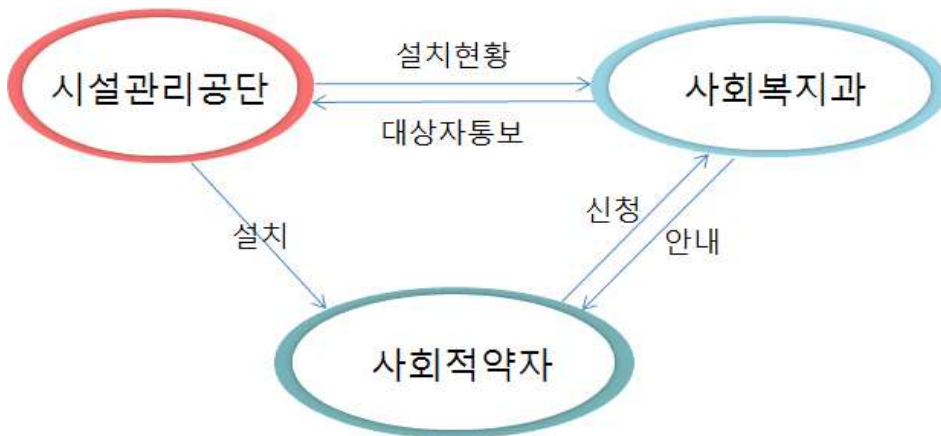 시설관리공단
설치현황
사회복지과
대상자통보
설치
신청
안내
사회적약자